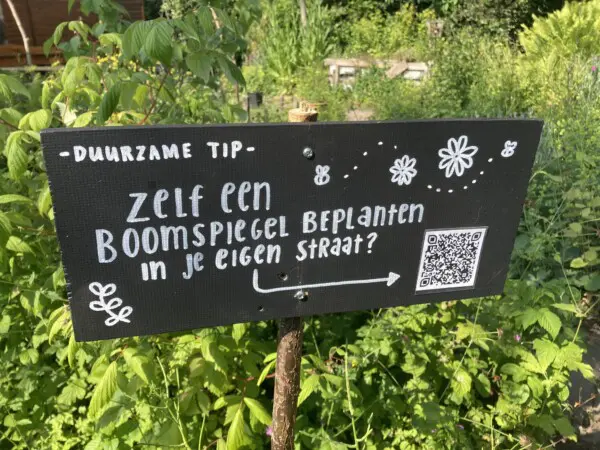 - DUURZAME TIP -
ZELF EEN
BOOMSPIEGEL BEPLANTEN
IN JE EIGEN STRAAT?